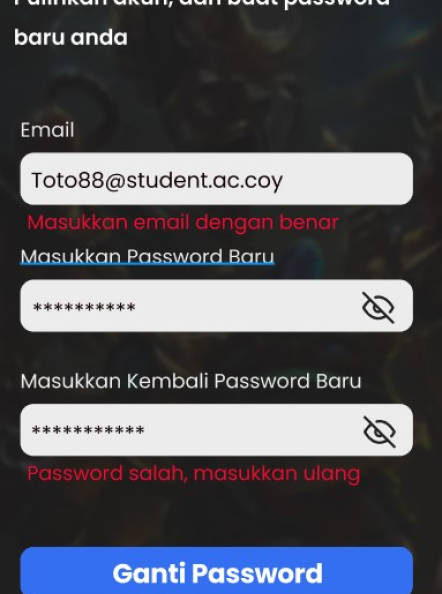 Pulihkan akun, dan buat password
baru anda
Email
Toto88@student.ac.coy
Masukkan email dengan benar
Masukkan Password Baru
**********
Masukkan Kembali Password Baru
***********
Password salah, masukkan ulang
Ganti Password